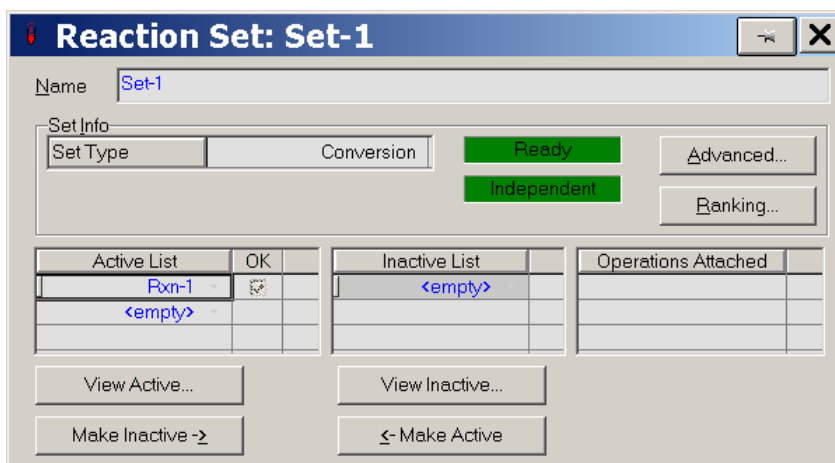 Reaction Set: Set-1
Name Set-1
Set Info
Set Type Conversion Ready Advanced...
Independent Ranking...
Active List OK Inactive List Operations Attached
Rxn-1 <empty>
<empty>
View Active... View Inactive...
Make Inactive -> <- Make Active